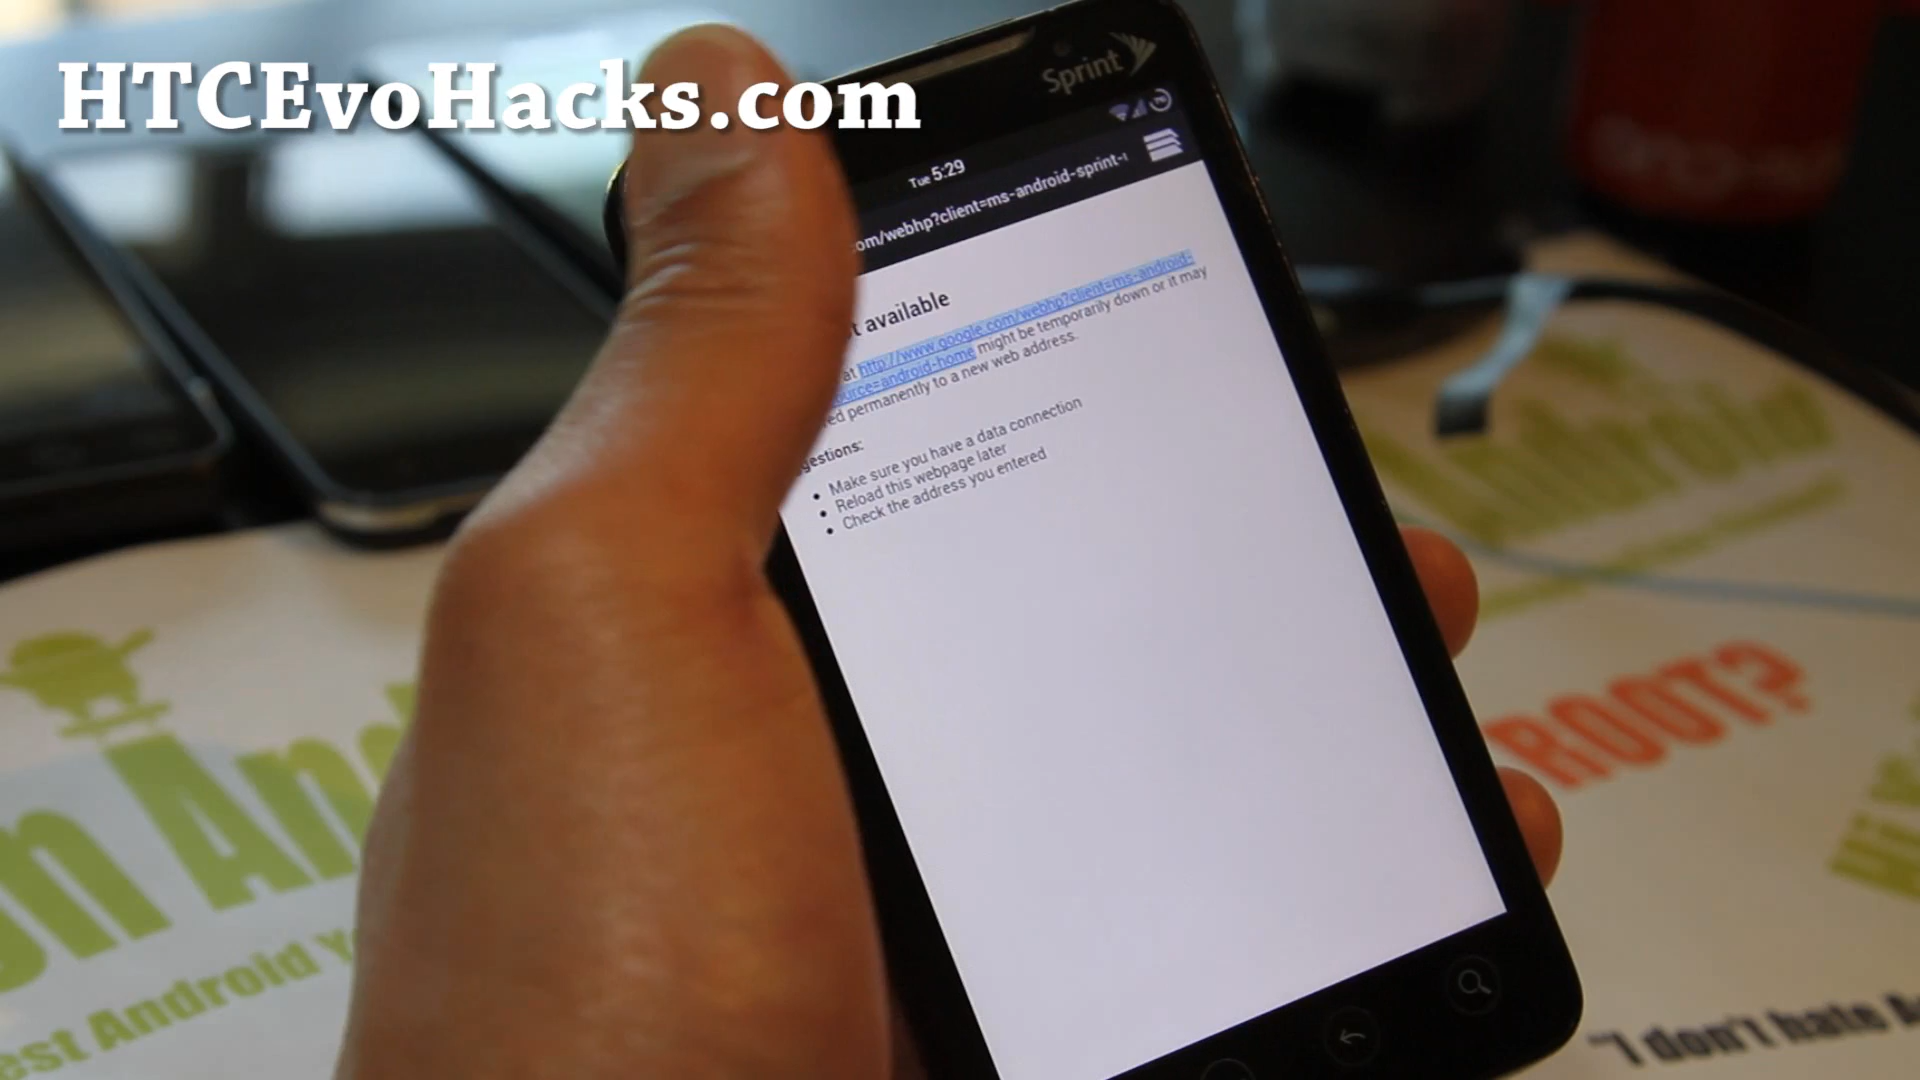 HTCEvoHacks.com
Sprint
Tue 5:29
om/webhp?client=ms-android-sprint-
t available
at http://www.google.com/webhp?client=ms-android-
ource=android-home might be temporarily down or it may
ed permanently to a new web address.
gestions:
• Make sure you have a data connection
• Reload this webpage later
• Check the address you entered
ROOT?
n And
est Android Y
"I don't hate A